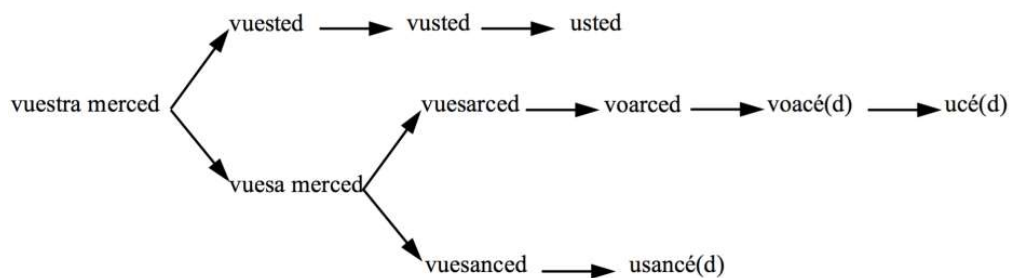 vuested vusted usted
vuestra merced vuesarced voarced voacé(d) ucé(d)
vuesa merced
vuesanced usancé(d)